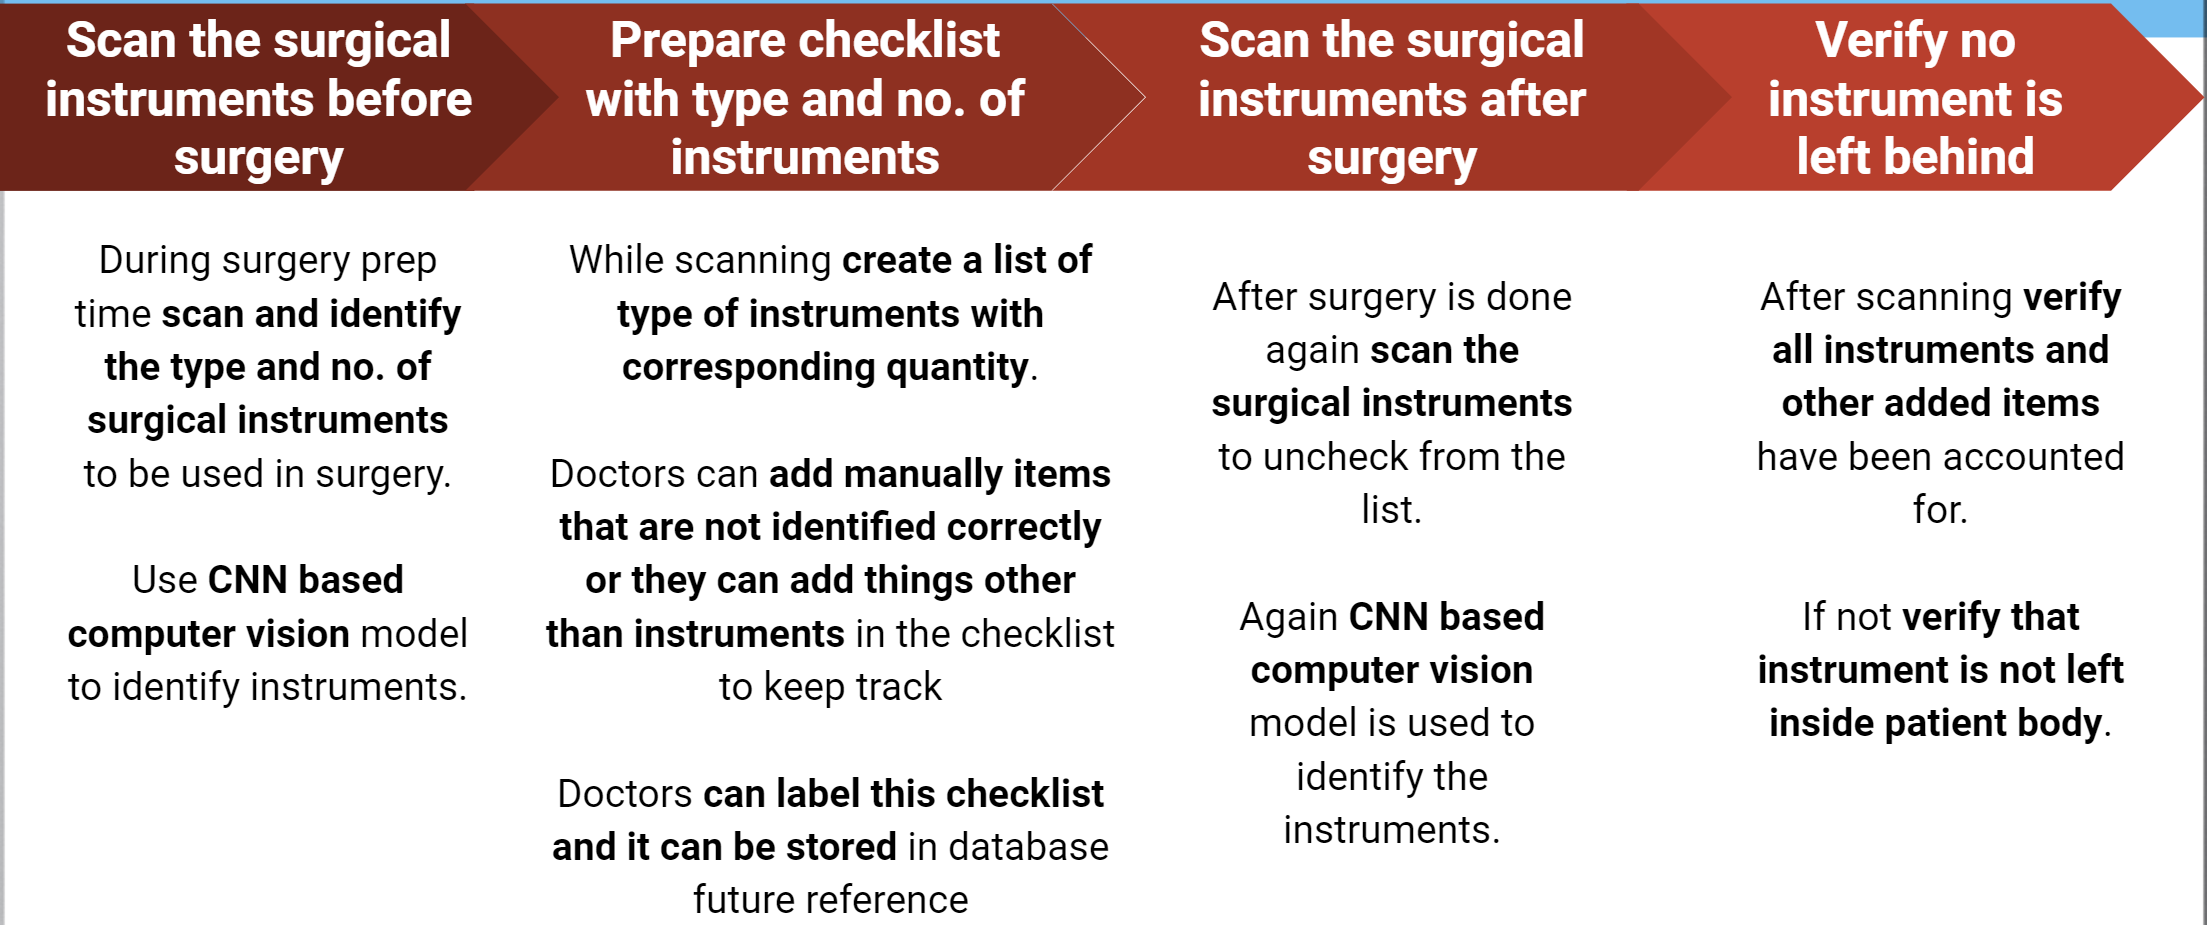 Scan the surgical
instruments before
surgery
Prepare checklist
with type and no. of
instruments
Scan the surgical
instruments after
surgery
Verify no
instrument is
left behind
During surgery prep
time scan and identify
the type and no. of
surgical instruments
to be used in surgery.
Use CNN based
computer vision model
to identify instruments.
While scanning create a list of
type of instruments with
corresponding quantity.
Doctors can add manually items
that are not identified correctly
or they can add things other
than instruments in the checklist
to keep track
Doctors can label this checklist
and it can be stored in database
future reference
After surgery is done
again scan the
surgical instruments
to uncheck from the
list.
Again CNN based
computer vision
model is used to
identify the
instruments.
After scanning verify
all instruments and
other added items
have been accounted
for.
If not verify that
instrument is not left
inside patient body.